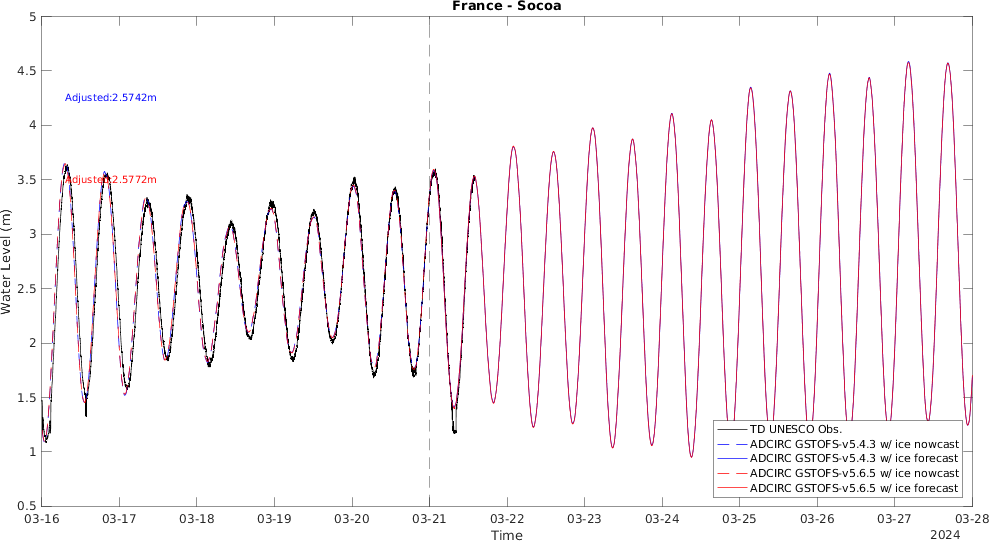 France - Socoa
Water Level (m)
5
4.5
4
3.5
3
2.5
2
1.5
1
0.5
Adjusted:2.5742m
Adjusted:2.5772m
TD UNESCO Obs.
ADCIRC GSTOFS-v5.4.3 w/ ice nowcast
ADCIRC GSTOFS-v5.4.3 w/ ice forecast
ADCIRC GSTOFS-v5.6.5 w/ ice nowcast
ADCIRC GSTOFS-v5.6.5 w/ ice forecast
03-16 03-17 03-18 03-19 03-20 03-21 03-22 03-23 03-24 03-25 03-26 03-27 03-28
Time
2024